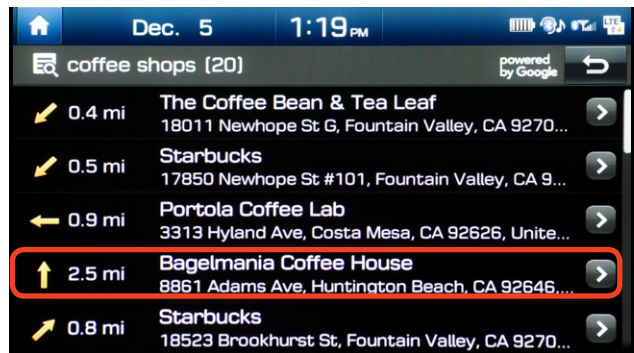 Dec. 5 1:19 PM LTE
coffee shops (20) powered by Google
0.4 mi The Coffee Bean & Tea Leaf
18011 Newhope St G, Fountain Valley, CA 9270...
0.5 mi Starbucks
17850 Newhope St #101, Fountain Valley, CA 9...
0.9 mi Portola Coffee Lab
3313 Hyland Ave, Costa Mesa, CA 92626, Unite...
2.5 mi Bagelmania Coffee House
8861 Adams Ave, Huntington Beach, CA 92646,...
0.8 mi Starbucks
18523 Brookhurst St, Fountain Valley, CA 9270...